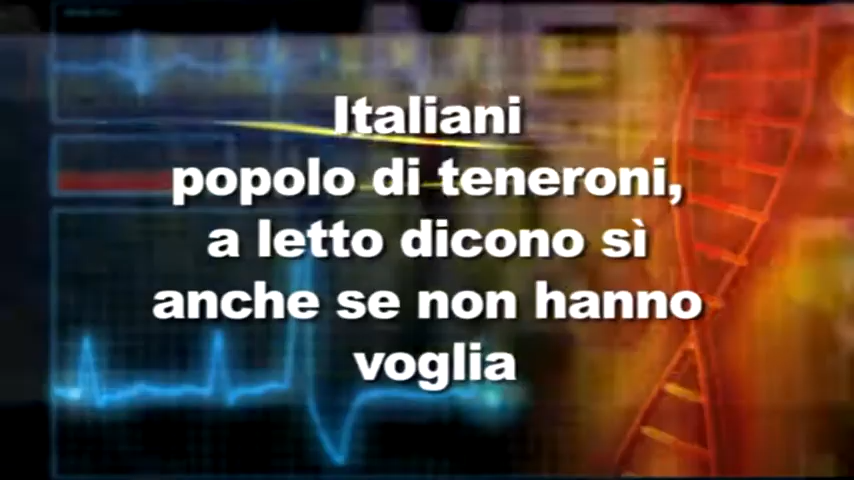 Italiani
popolo di teneroni,
a letto dicono sì
anche se non hanno
voglia